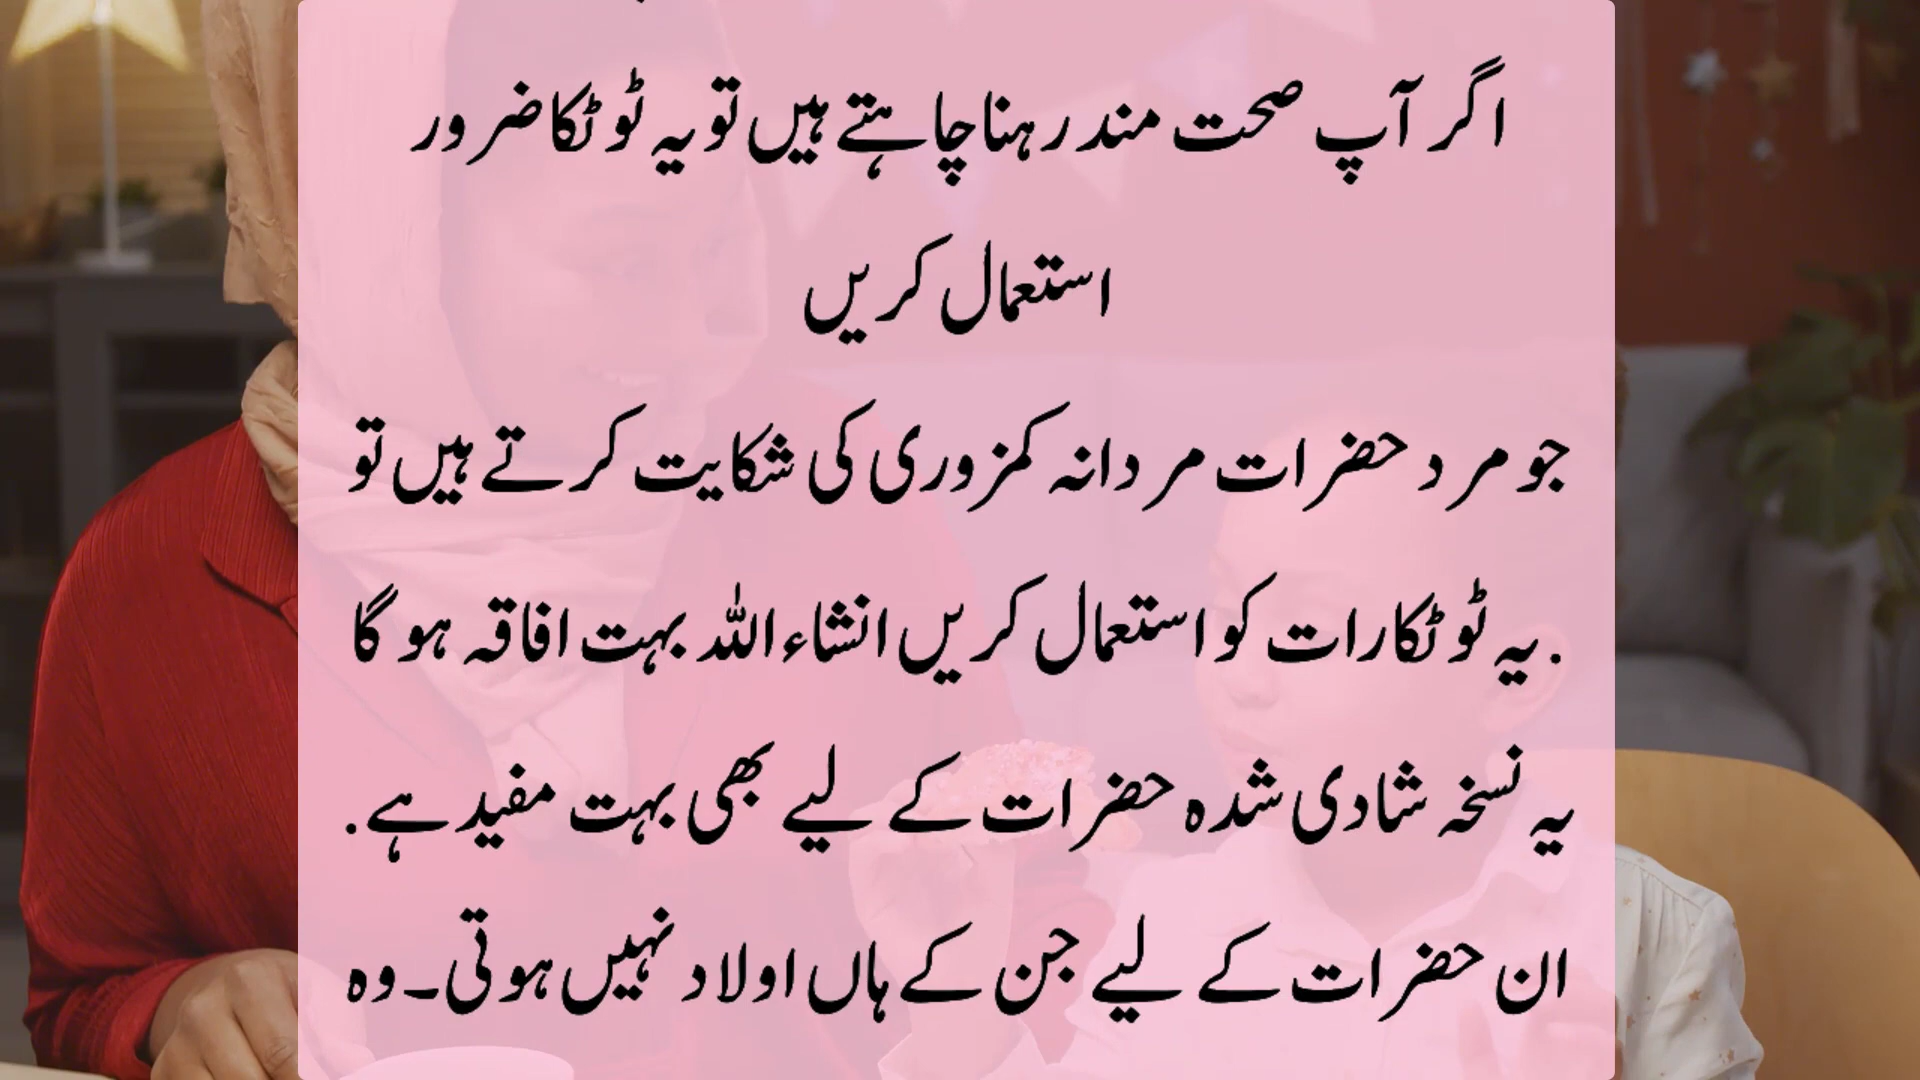 اگر آپ صحت مند رہنا چاہتے ہیں تو یہ ٹوٹکا ضرور
استعمال کریں
جو مرد حضرات مردانہ کمزوری کی شکایت کرتے ہیں تو
.یہ ٹوٹکا رات کو استعمال کریں انشاء اللہ بہت افاقہ ہو گا
یہ نسخہ شادی شدہ حضرات کے لیے بھی بہت مفید ہے.
ان حضرات کے لیے جن کے ہاں اولاد نہیں ہوتی۔ وہ